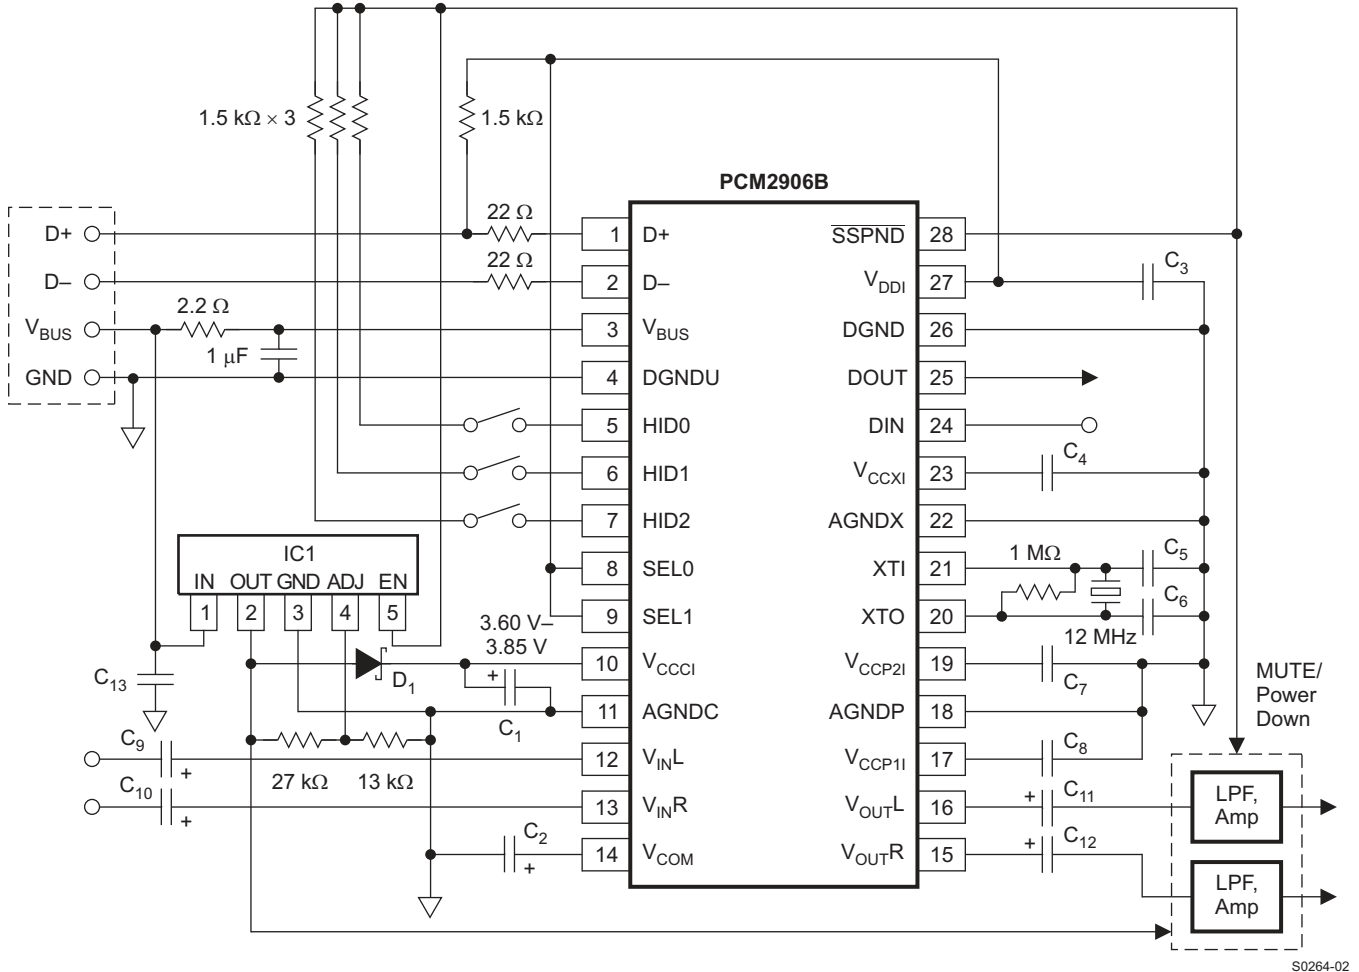 1.5 kΩ × 3
1.5 kΩ
PCM2906B
D+
22 Ω
1
D+
SSPND
28
C3
D–
22 Ω
2
D–
VDDI
27
VBUS
2.2 Ω
3
VBUS
DGND
26
1 μF
GND
4
DGNDU
DOUT
25
5
HID0
DIN
24
C4
6
HID1
VCCXI
23
7
HID2
AGNDX
22
IC1
IN
OUT
GND
ADJ
EN
1
2
3
4
5
8
SEL0
XTI
21
1 MΩ
C5
9
SEL1
XTO
20
C6
12 MHz
3.60 V–
3.85 V
10
VCCCI
VCCP2I
19
C7
D1
+
C1
C13
11
AGNDC
AGNDP
18
MUTE/
Power
Down
C9
+
27 kΩ
13 kΩ
12
VINL
VCCP1I
17
C8
C10
+
13
VINR
VOUTL
16
+
C11
LPF,
Amp
C2
+
14
VCOM
VOUTR
15
+
C12
LPF,
Amp
S0264-02